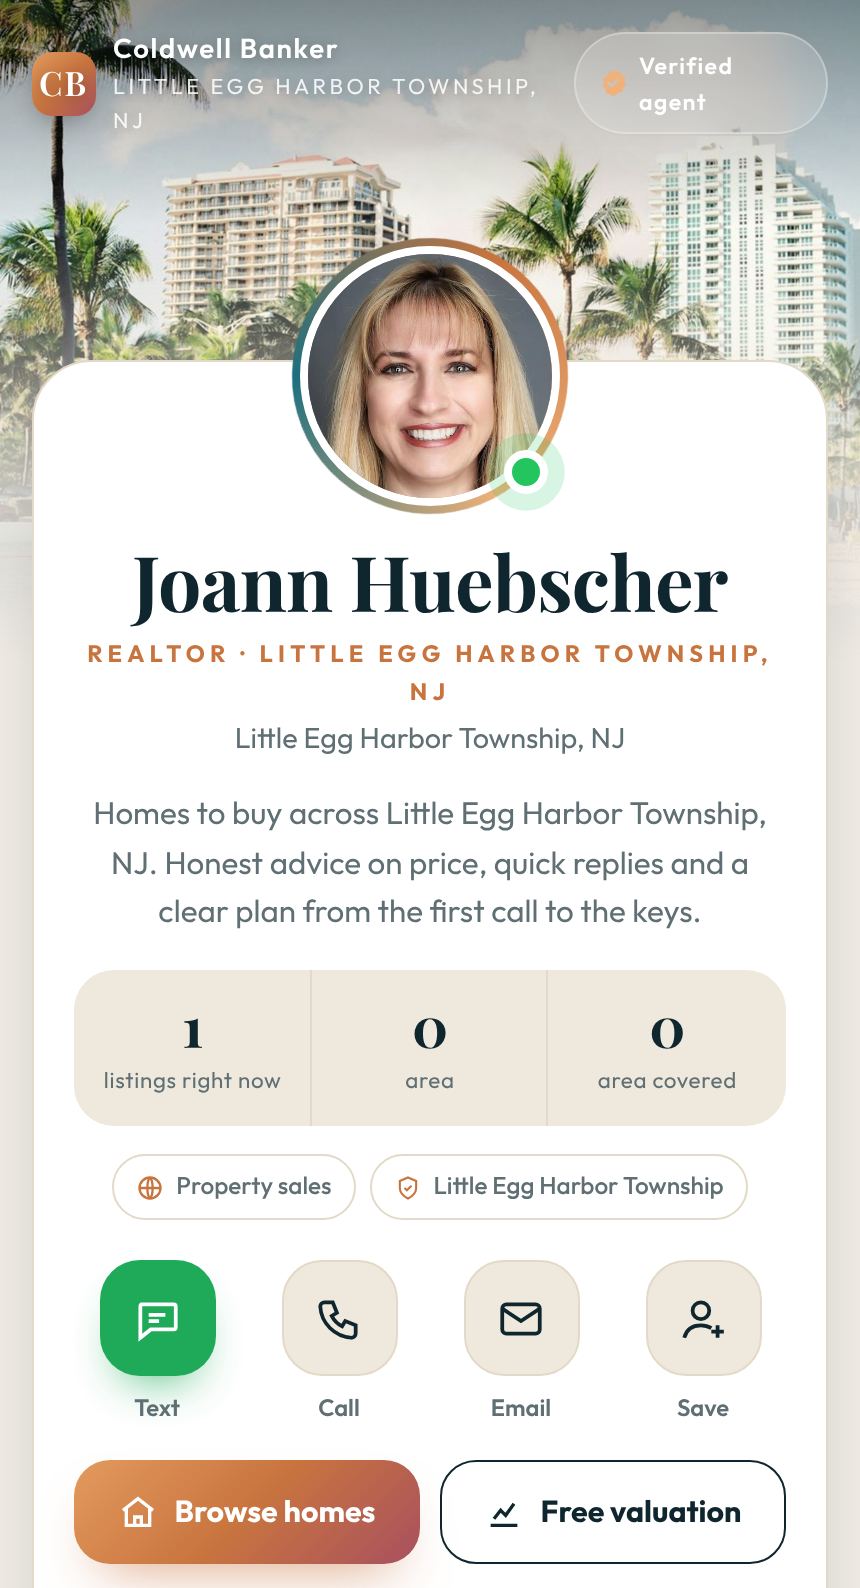 CB
Coldwell Banker
LITTLE EGG HARBOR TOWNSHIP,
NJ
Verified
agent
Joann Huebscher
REALTOR · LITTLE EGG HARBOR TOWNSHIP,
NJ
Little Egg Harbor Township, NJ
Homes to buy across Little Egg Harbor Township,
NJ. Honest advice on price, quick replies and a
clear plan from the first call to the keys.
1 0 0
listings right now area area covered
Property sales Little Egg Harbor Township
Text Call Email Save
Browse homes Free valuation